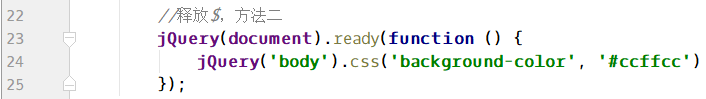 22 //释放$，方法二
23 jQuery(document).ready(function () {
24 jQuery('body').css('background-color', '#ccffcc')
25 });